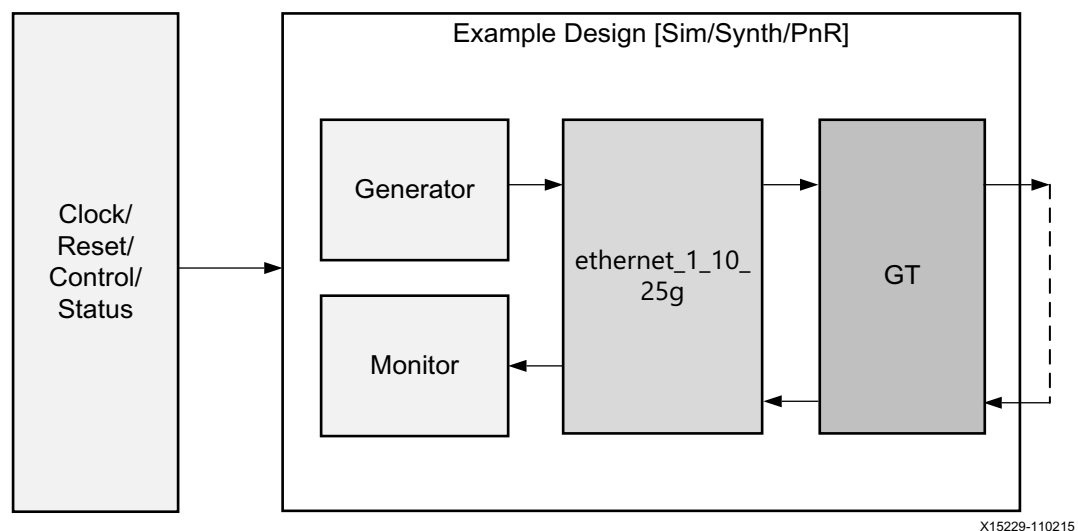 Example Design [Sim/Synth/PnR]
Clock/
Reset/
Control/
Status
Generator
Monitor
ethernet_1_10_
25g
GT
X15229-110215